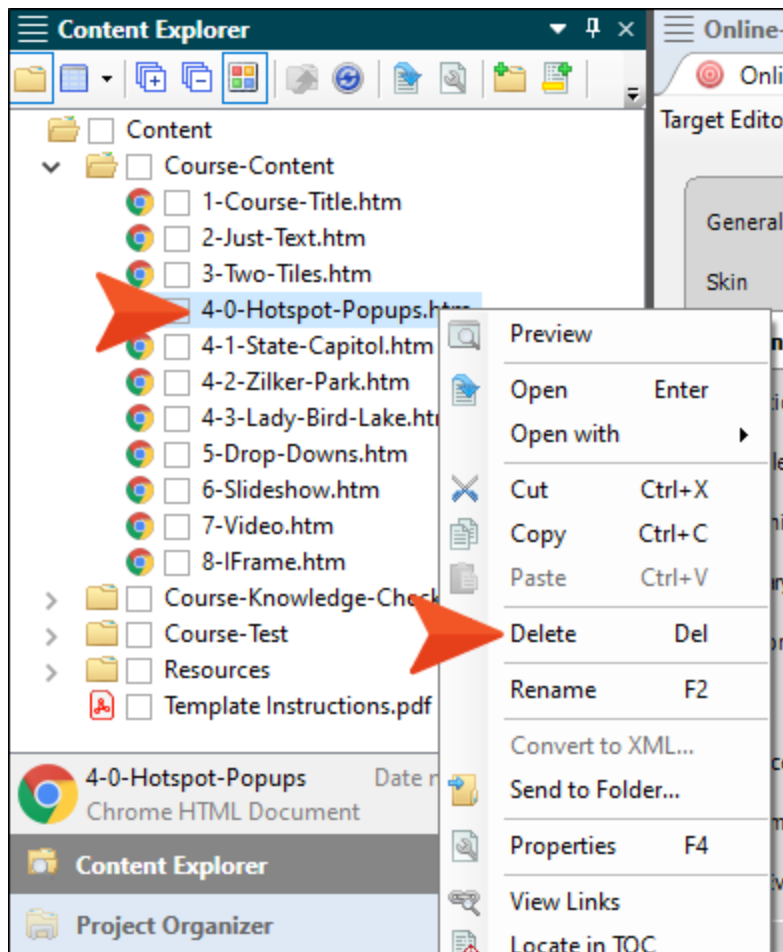 Content Explorer
Online-
Onli
Target Edito
Content
Course-Content
1-Course-Title.htm
2-Just-Text.htm
General
3-Two-Tiles.htm
Skin
4-0-Hotspot-Popups.htm
4-1-State-Capitol.htm
4-2-Zilker-Park.htm
4-3-Lady-Bird-Lake.ht
5-Drop-Downs.htm
6-Slideshow.htm
7-Video.htm
8-IFrame.htm
Course-Knowledge-Check
Course-Test
Resources
Template Instructions.pdf
Preview
Open Enter
Open with
Cut Ctrl+X
Copy Ctrl+C
Paste Ctrl+V
Delete Del
Rename F2
Convert to XML...
Send to Folder...
Properties F4
View Links
Locate in TOC
4-0-Hotspot-Popups Date
Chrome HTML Document
Content Explorer
Project Organizer